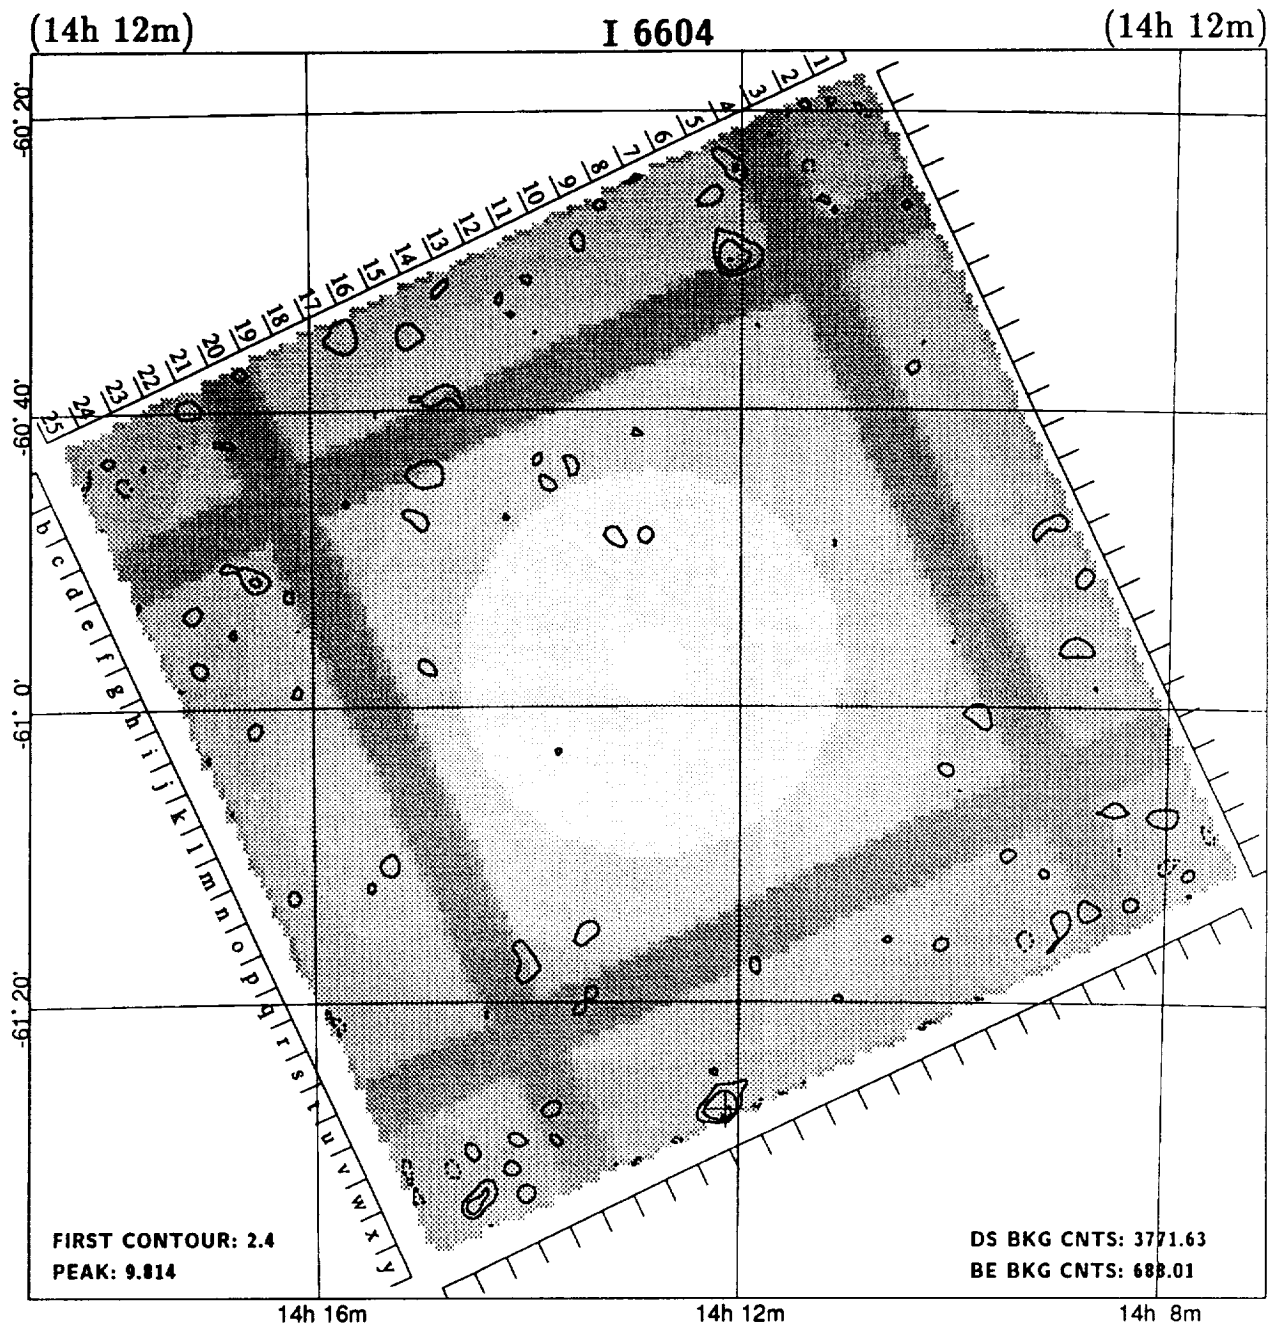 (14h 12m) I 6604 (14h 12m)
1 2 3 4 5 6 7 8 9 10 11 12 13 14 15 16 17 18 19 20 21 22 23 24 25
-60° 20'
-60° 40'
-61° 0'
-61° 20'
b c d e f g h i j k l m n o p q r s t u v w x y
FIRST CONTOUR: 2.4
PEAK: 9.814
DS BKG CNTS: 3771.63
BE BKG CNTS: 688.01
14h 16m 14h 12m 14h 8m